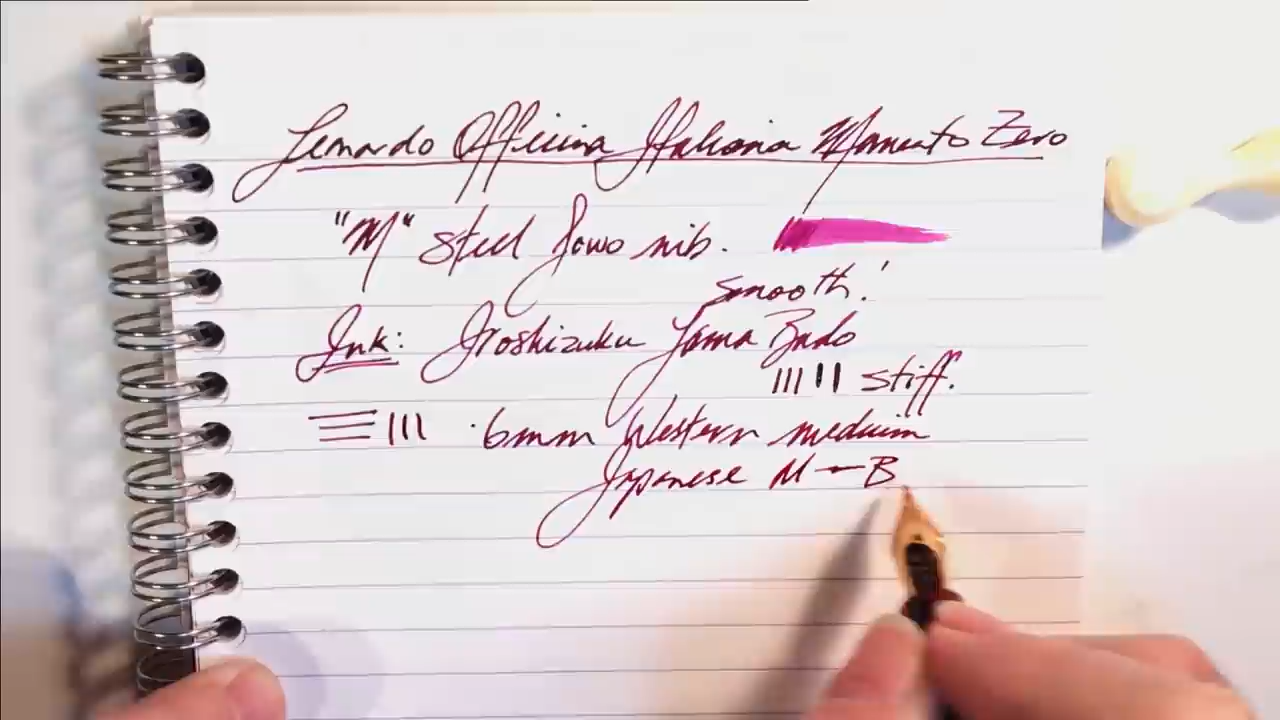 Leonardo Officina Italiana Momento Zero
"M" steel Jowo nib.
smooth!
Ink: Iroshizuku Yama Budo
stiff.
.6mm Western medium
Japanese M-B